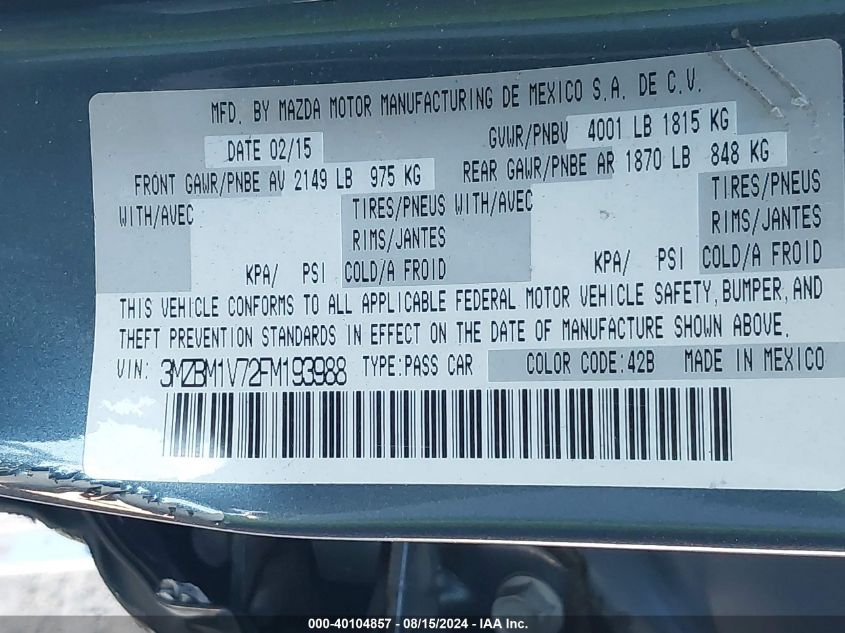 MFD. BY MAZDA MOTOR MANUFACTURING DE MEXICO S.A. DE C.V.
DATE 02/15 GVWR/PNBV 4001 LB 1815 KG
FRONT GAWR/PNBE AV 2149 LB 975 KG REAR GAWR/PNBE AR 1870 LB 848 KG
WITH/AVEC TIRES/PNEUS WITH/AVEC TIRES/PNEUS
RIMS/JANTES RIMS/JANTES
KPA/ PSI COLD/A FROID KPA/ PSI COLD/A FROID
THIS VEHICLE CONFORMS TO ALL APPLICABLE FEDERAL MOTOR VEHICLE SAFETY, BUMPER, AND
THEFT PREVENTION STANDARDS IN EFFECT ON THE DATE OF MANUFACTURE SHOWN ABOVE.
VIN: 3MZBM1V72FM193988 TYPE:PASS CAR COLOR CODE:42B MADE IN MEXICO
000-40104857 - 08/15/2024 - IAA Inc.